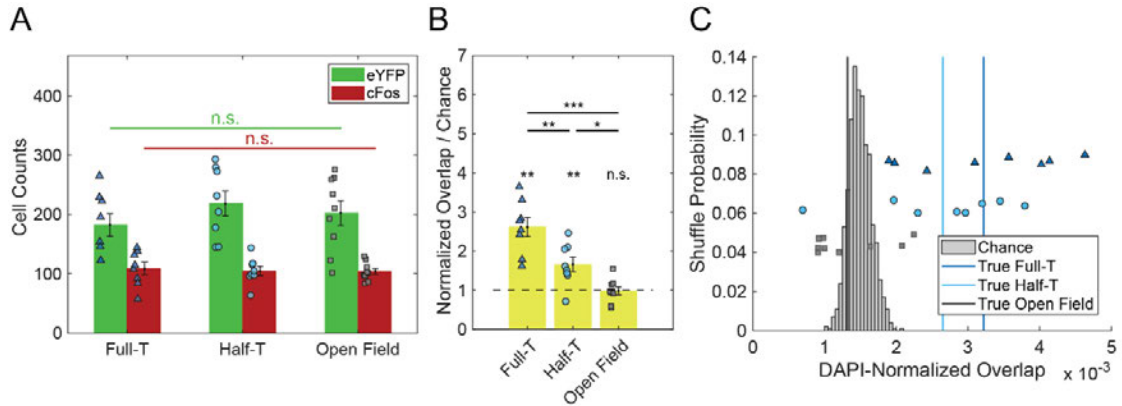 A
Cell Counts
400
300
200
100
0
n.s.
n.s.
eYFP
cFos
Full-T
Half-T
Open Field
B
Normalized Overlap / Chance
7
6
5
4
3
2
1
0
***
**
*
**
**
n.s.
Full-T
Half-T
Open Field
C
Shuffle Probability
0.14
0.12
0.1
0.08
0.06
0.04
0.02
0
Chance
True Full-T
True Half-T
True Open Field
0 1 2 3 4 5
DAPI-Normalized Overlap x 10-3